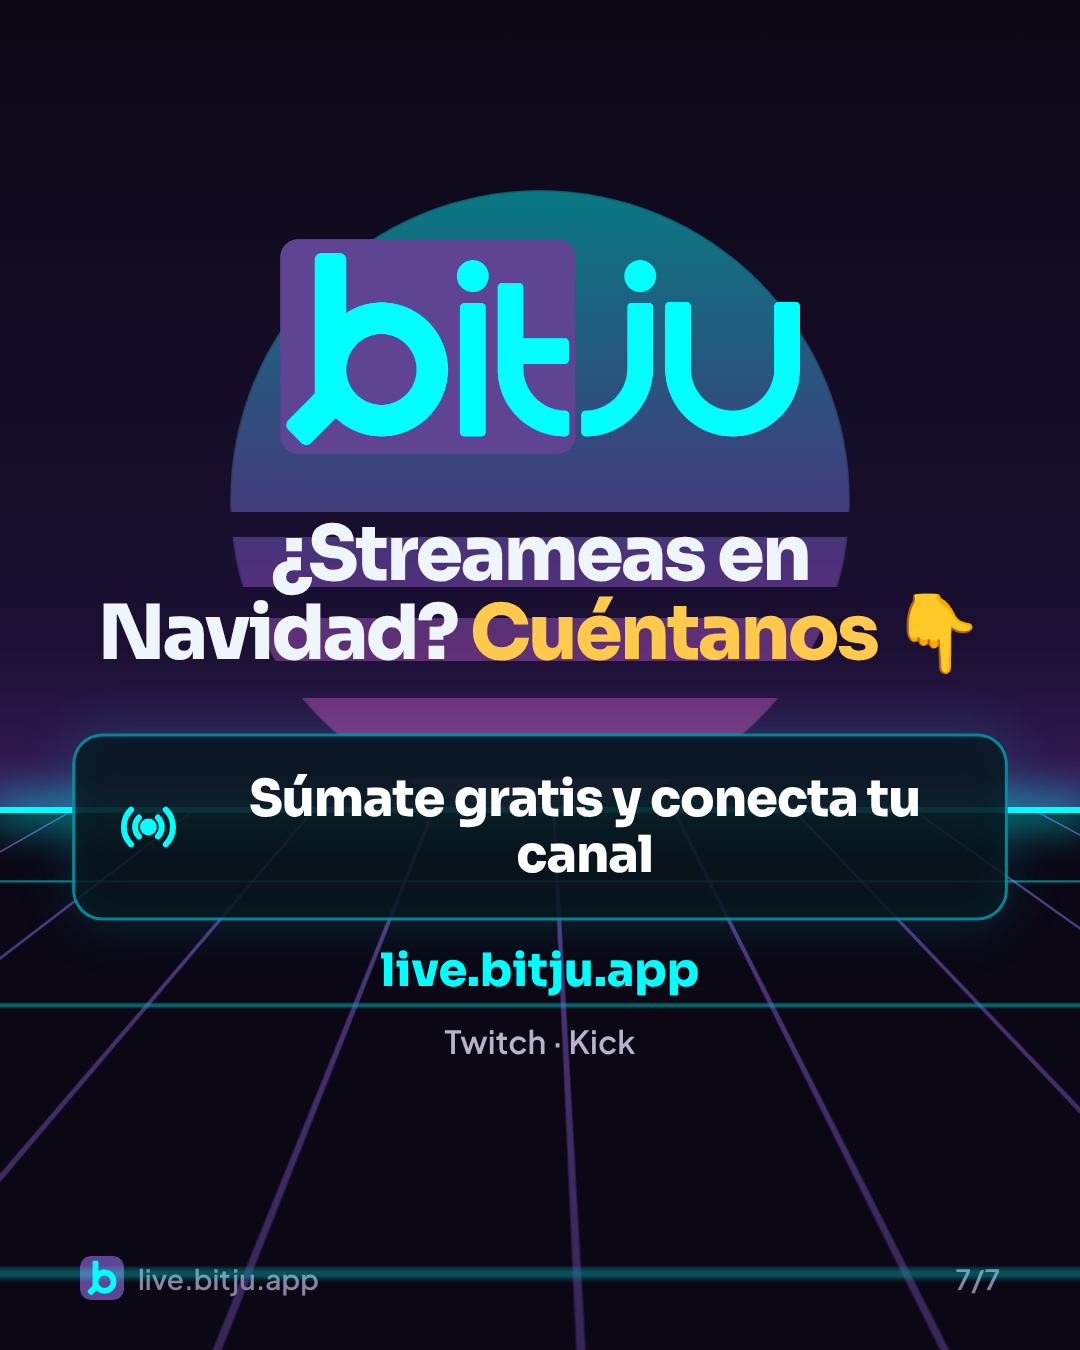 bitju
¿Streameas en
Navidad? Cuéntanos 👇
Súmate gratis y conecta tu
canal
live.bitju.app
Twitch · Kick
b live.bitju.app
7/7